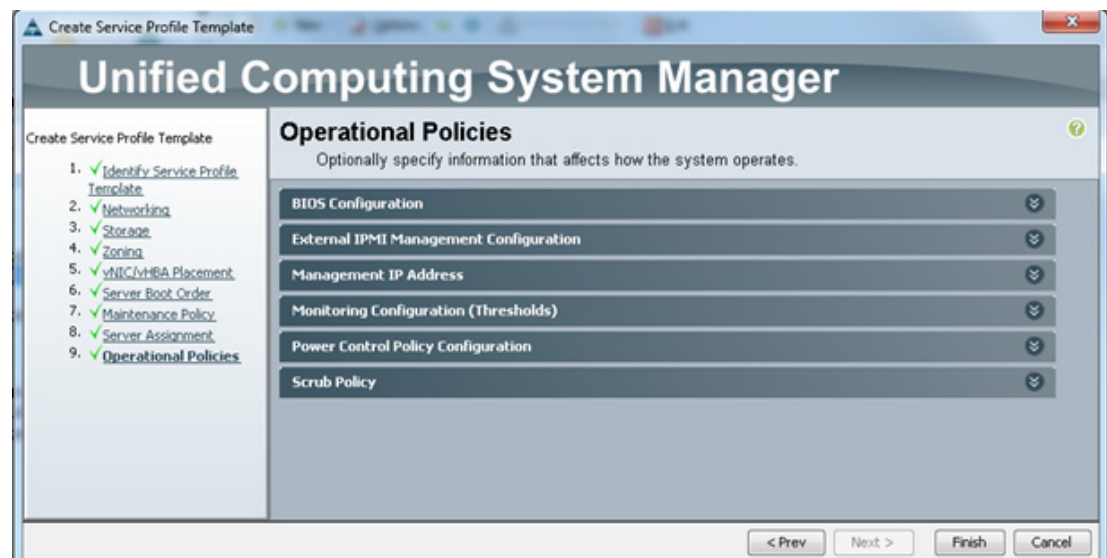 Create Service Profile Template
Unified Computing System Manager
Create Service Profile Template
1. Identify Service Profile
Template
2. Networking
3. Storage
4. Zoning
5. vNIC/vHBA Placement
6. Server Boot Order
7. Maintenance Policy
8. Server Assignment
9. Operational Policies
Operational Policies
Optionally specify information that affects how the system operates.
BIOS Configuration
External IPMI Management Configuration
Management IP Address
Monitoring Configuration (Thresholds)
Power Control Policy Configuration
Scrub Policy
< Prev
Next >
Finish
Cancel